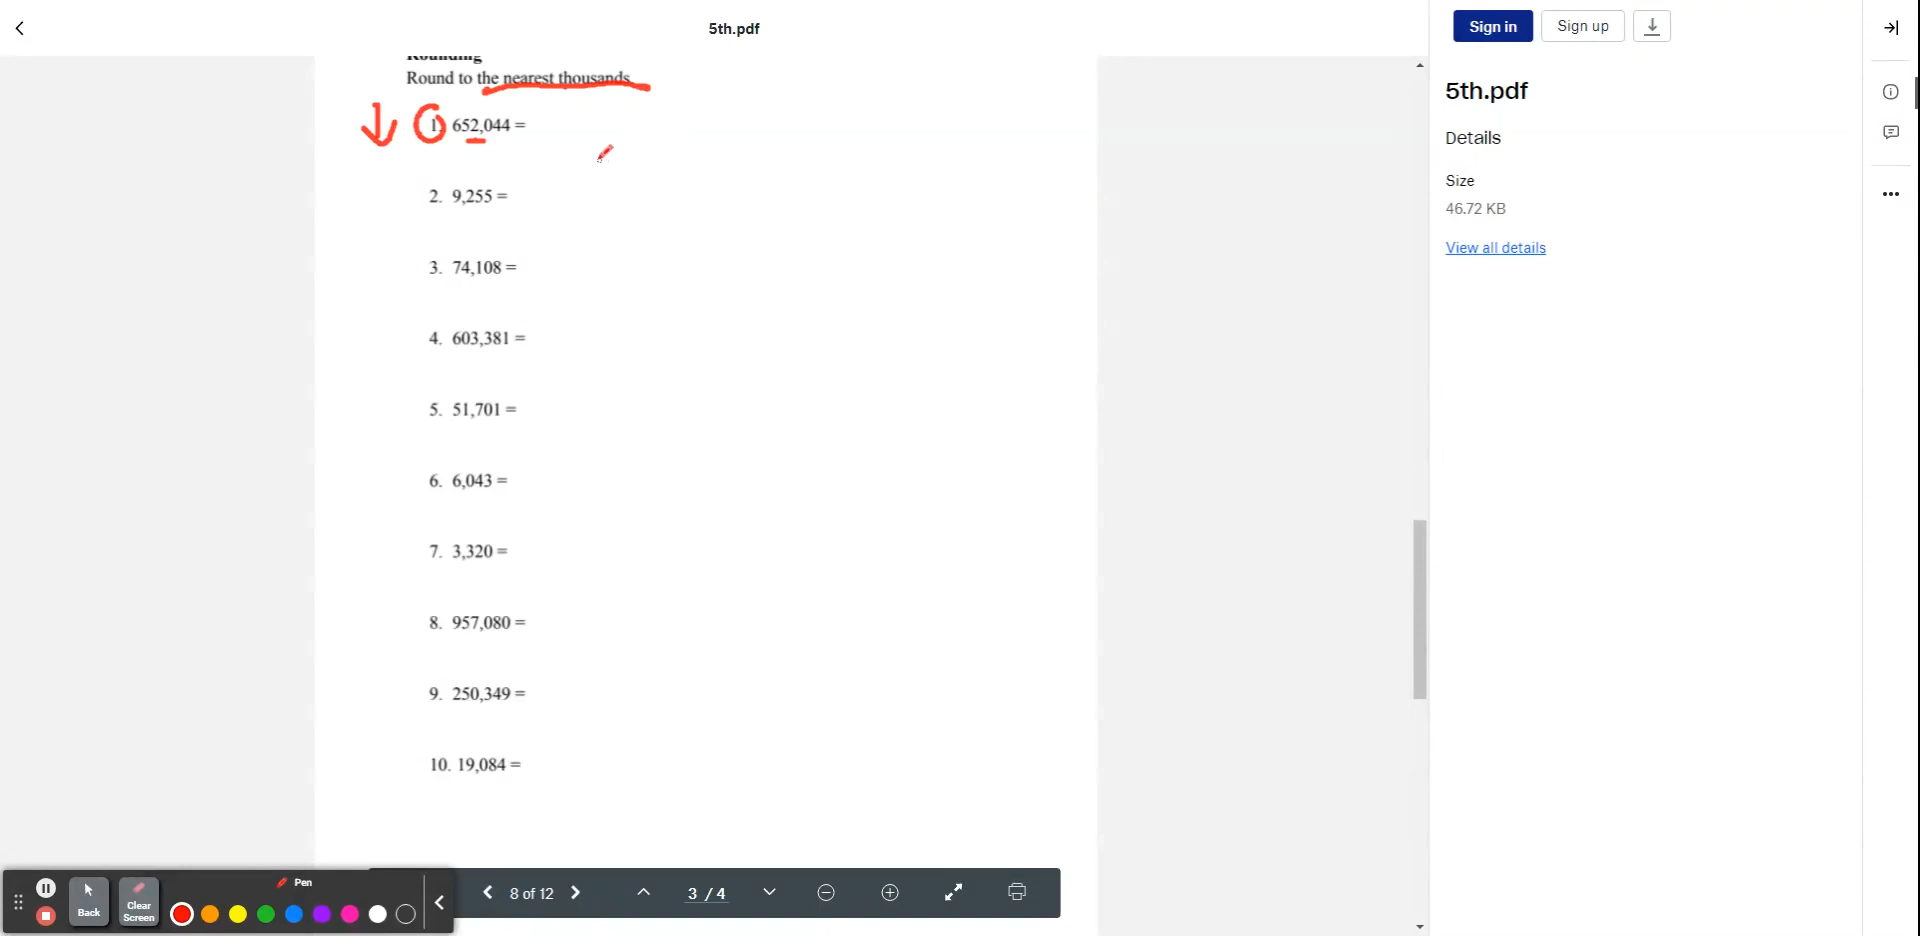 5th.pdf
Sign in
Sign up
Rounding
Round to the nearest thousands.
1. 652,044 =
2. 9,255 =
3. 74,108 =
4. 603,381 =
5. 51,701 =
6. 6,043 =
7. 3,320 =
8. 957,080 =
9. 250,349 =
10. 19,084 =
5th.pdf
Details
Size
46.72 KB
View all details
Back
Clear Screen
Pen
8 of 12
3 / 4